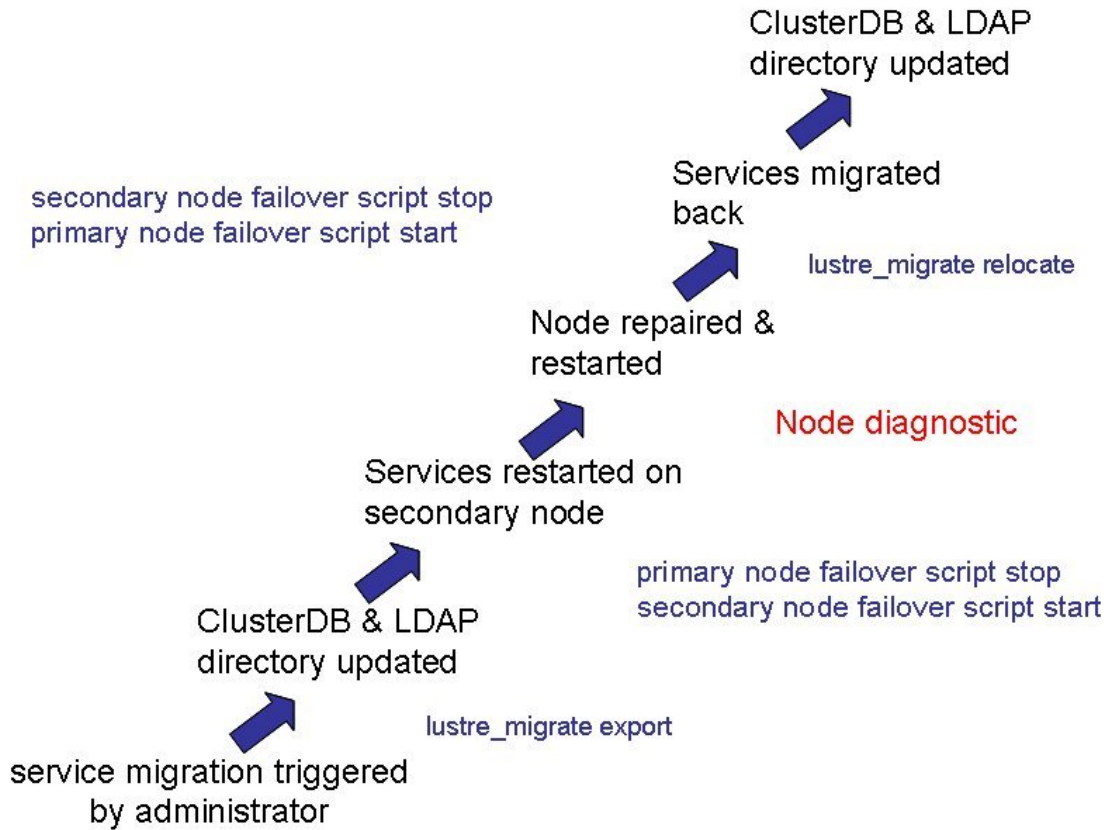 ClusterDB & LDAP
directory updated
Services migrated
back
secondary node failover script stop
primary node failover script start
lustre_migrate relocate
Node repaired &
restarted
Node diagnostic
Services restarted on
secondary node
primary node failover script stop
secondary node failover script start
ClusterDB & LDAP
directory updated
lustre_migrate export
service migration triggered
by administrator